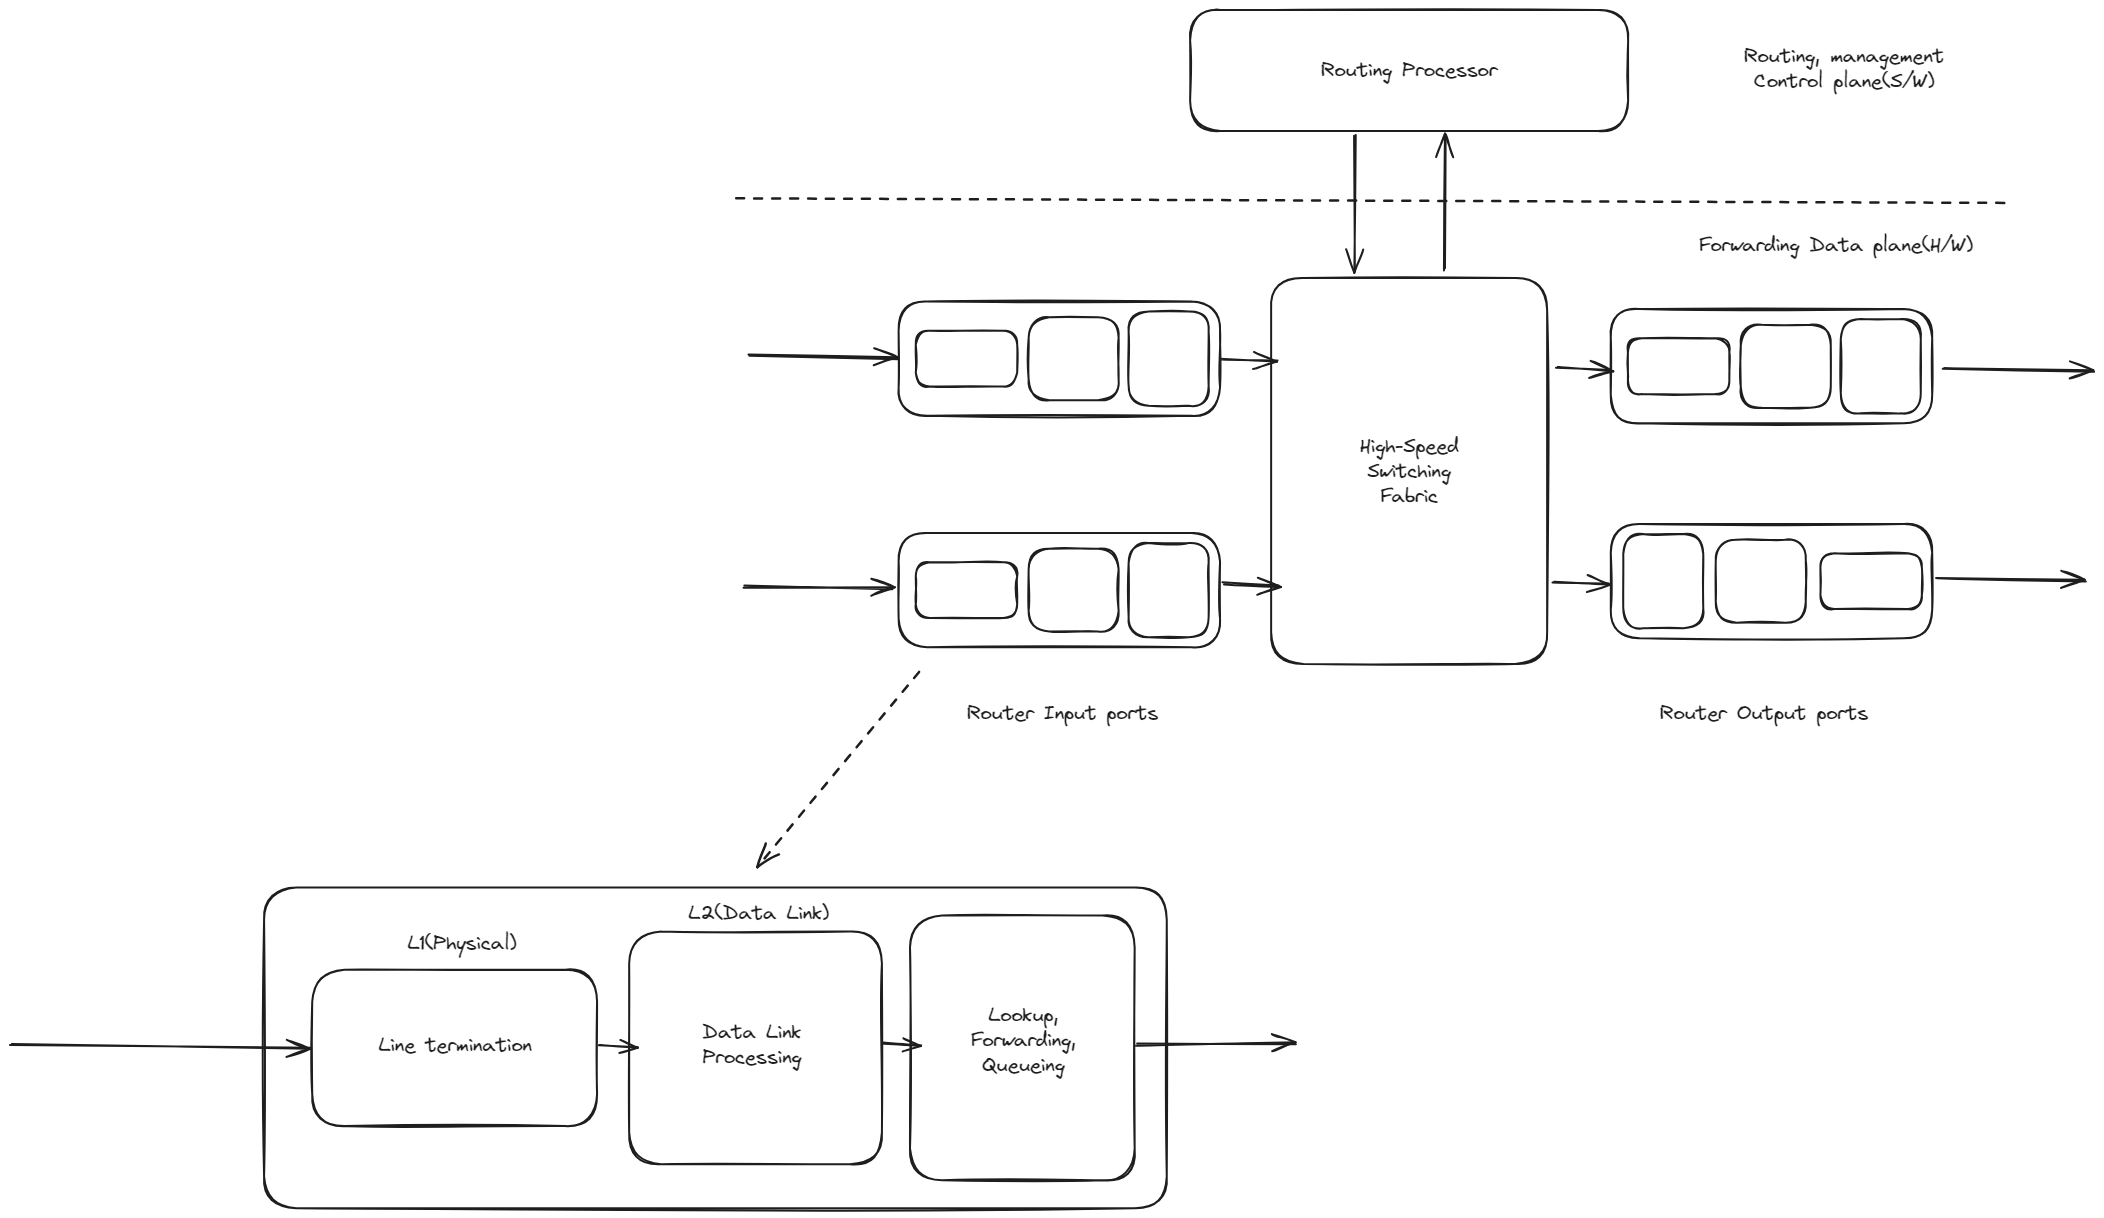 Routing Processor
Routing, management
Control plane(S/W)
Forwarding Data plane(H/W)
High-Speed
Switching
Fabric
Router Input ports
Router Output ports
L1(Physical)
L2(Data Link)
Line termination
Data Link
Processing
Lookup,
Forwarding,
Queueing